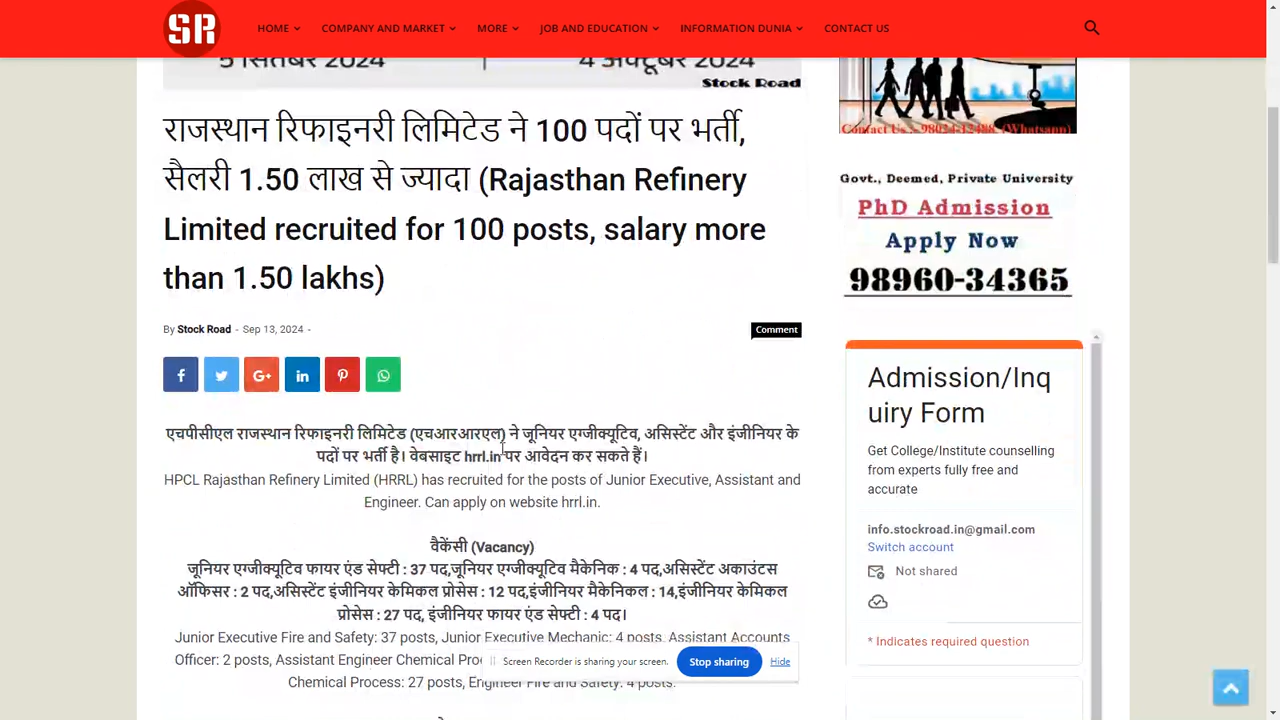 SR
HOME
COMPANY AND MARKET
MORE
JOB AND EDUCATION
INFORMATION DUNIA
CONTACT US
5 सितंबर 2024 | 4 अक्टूबर 2024
Stock Road
राजस्थान रिफाइनरी लिमिटेड ने 100 पदों पर भर्ती,
सैलरी 1.50 लाख से ज्यादा (Rajasthan Refinery
Limited recruited for 100 posts, salary more
than 1.50 lakhs)
By Stock Road - Sep 13, 2024 -
Comment
एचपीसीएल राजस्थान रिफाइनरी लिमिटेड (एचआरआरएल) ने जूनियर एग्जीक्यूटिव, असिस्टेंट और इंजीनियर के
पदों पर भर्ती है। वेबसाइट hrrl.in पर आवेदन कर सकते हैं।
HPCL Rajasthan Refinery Limited (HRRL) has recruited for the posts of Junior Executive, Assistant and
Engineer. Can apply on website hrrl.in.
वैकेंसी (Vacancy)
जूनियर एग्जीक्यूटिव फायर एंड सेफ्टी : 37 पद,जूनियर एग्जीक्यूटिव मैकेनिक : 4 पद,असिस्टेंट अकाउंटस
ऑफिसर : 2 पद,असिस्टेंट इंजीनियर केमिकल प्रोसेस : 12 पद,इंजीनियर मैकेनिकल : 14,इंजीनियर केमिकल
प्रोसेस : 27 पद, इंजीनियर फायर एंड सेफ्टी : 4 पद।
Junior Executive Fire and Safety: 37 posts, Junior Executive Mechanic: 4 posts, Assistant Accounts
Officer: 2 posts, Assistant Engineer Chemical
Chemical Process: 27 posts, Engineer Fire and Safety: 4 posts.
Screen Recorder is sharing your screen.
Stop sharing
Hide
Contact Us : 98024-12488, (Whatsapp)
Govt., Deemed, Private University
PhD Admission
Apply Now
98960-34365
Admission/Inq
uiry Form
Get College/Institute counselling
from experts fully free and
accurate
info.stockroad.in@gmail.com
Switch account
Not shared
* Indicates required question